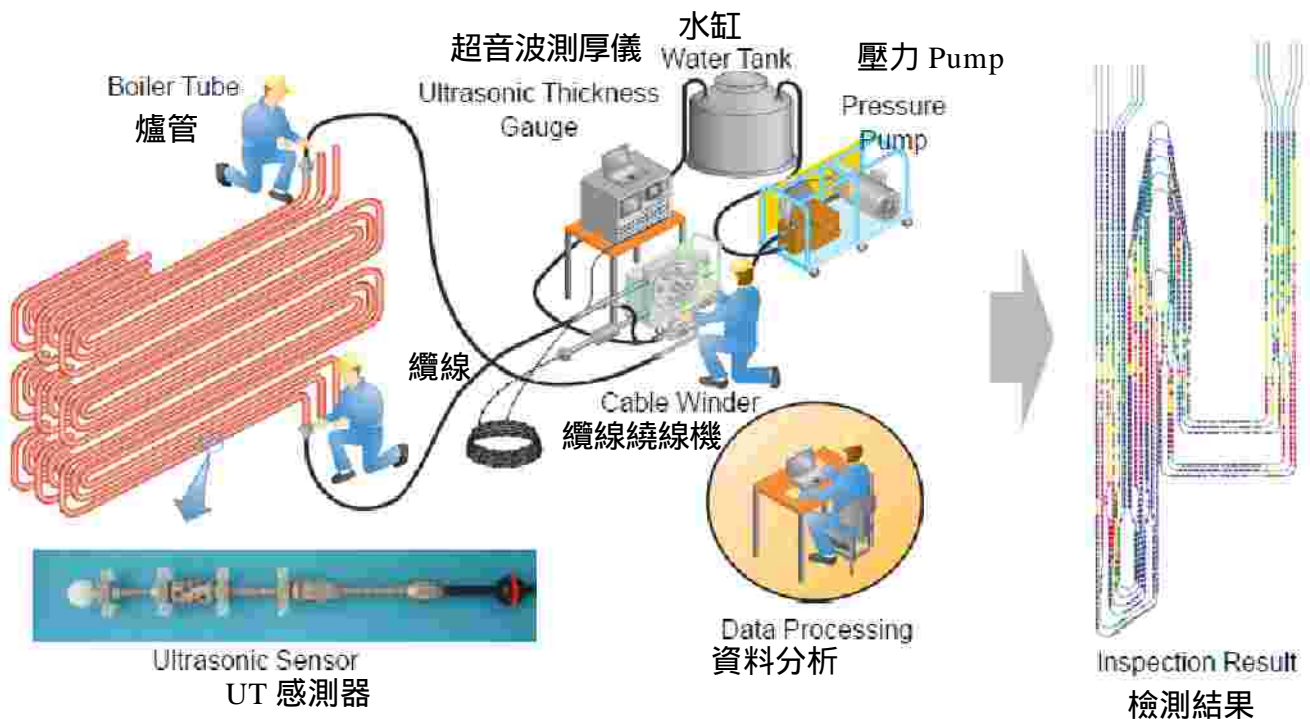 水缸
超音波測厚儀
Water Tank
壓力 Pump
Boiler Tube
爐管
Ultrasonic Thickness
Gauge
Pressure
Pump
纜線
Cable Winder
纜線繞線機
Data Processing
資料分析
Ultrasonic Sensor
UT 感測器
Inspection Result
檢測結果